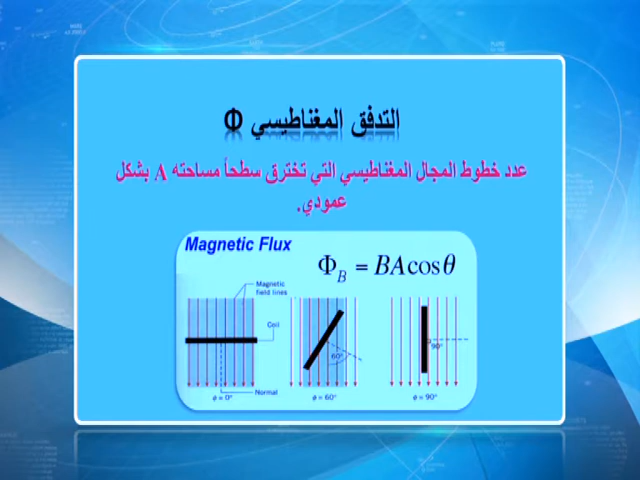 التدفق المغناطيسي Φ
عدد خطوط المجال المغناطيسي التي تخترق سطحاً مساحته A بشكل
عمودي.
Magnetic Flux
Φ_B = BA cos θ
Magnetic
field lines
Coil
60°
90°
Normal
φ = 0°
φ = 60°
φ = 90°